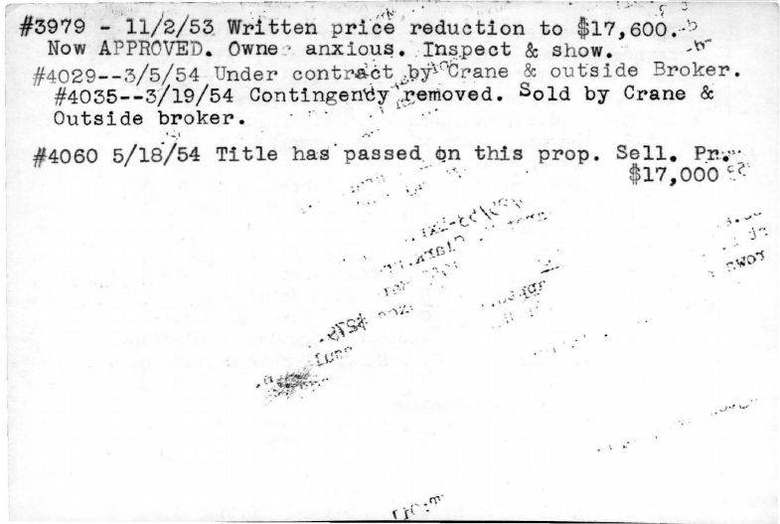 #3979 - 11/2/53 Written price reduction to $17,600.
Now APPROVED. Owne anxious. Inspect & show.
#4029--3/5/54 Under contract by Crane & outside Broker.
#4035--3/19/54 Contingency removed. Sold by Crane &
Outside broker.
#4060 5/18/54 Title has passed on this prop. Sell. Pr.
$17,000